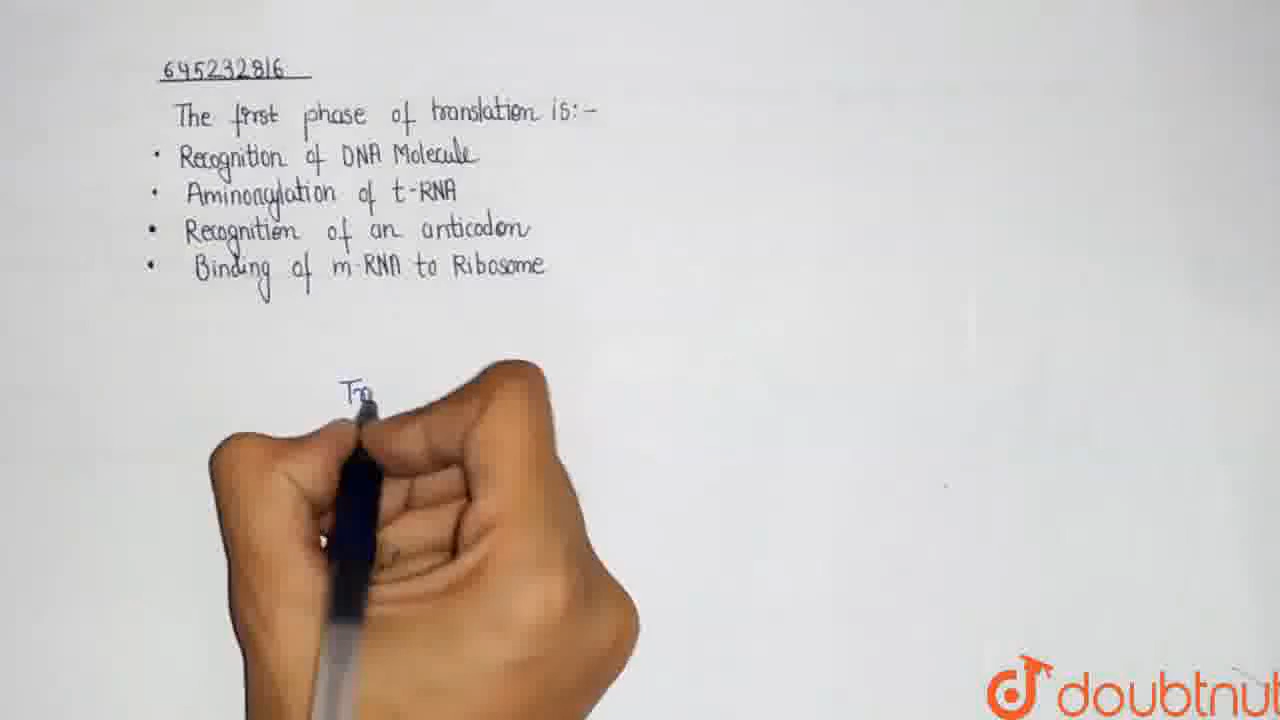 645232816
The first phase of translation is:-
• Recognition of DNA Molecule
• Aminoacylation of t-RNA
• Recognition of an anticodon
• Binding of m-RNA to Ribosome
Tra
doubtnut